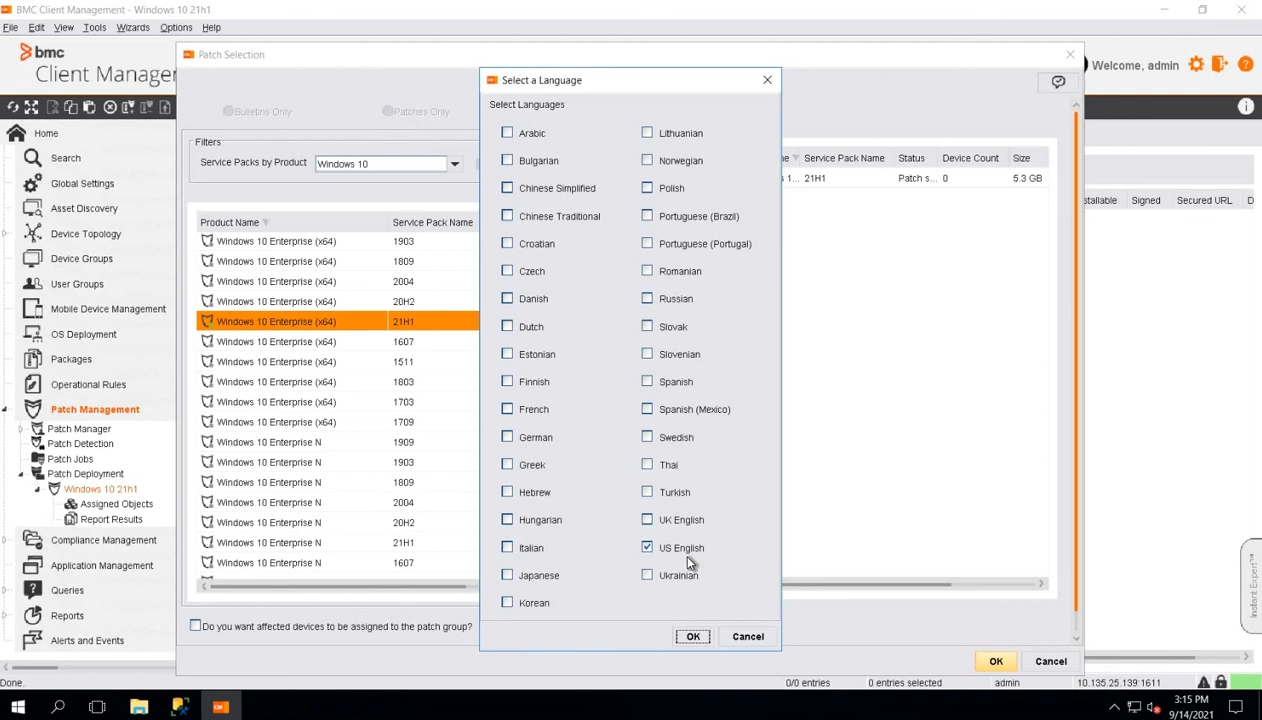 BMC Client Management - Windows 10 21h1
File Edit View Tools Wizards Options Help
bmc
Client Manager
Welcome, admin
Home
Search
Global Settings
Asset Discovery
Device Topology
Device Groups
User Groups
Mobile Device Management
OS Deployment
Packages
Operational Rules
Patch Management
Patch Manager
Patch Detection
Patch Jobs
Patch Deployment
Windows 10 21h1
Assigned Objects
Report Results
Compliance Management
Application Management
Queries
Reports
Alerts and Events
Patch Selection
Bulletins Only Patches Only
Filters
Service Packs by Product Windows 10
Product Name Service Pack Name
Windows 10 Enterprise (x64) 1903
Windows 10 Enterprise (x64) 1809
Windows 10 Enterprise (x64) 2004
Windows 10 Enterprise (x64) 20H2
Windows 10 Enterprise (x64) 21H1
Windows 10 Enterprise (x64) 1607
Windows 10 Enterprise (x64) 1511
Windows 10 Enterprise (x64) 1803
Windows 10 Enterprise (x64) 1703
Windows 10 Enterprise (x64) 1709
Windows 10 Enterprise N 1909
Windows 10 Enterprise N 1903
Windows 10 Enterprise N 1809
Windows 10 Enterprise N 2004
Windows 10 Enterprise N 20H2
Windows 10 Enterprise N 21H1
Windows 10 Enterprise N 1607
Do you want affected devices to be assigned to the patch group?
Select a Language
Select Languages
Arabic
Bulgarian
Chinese Simplified
Chinese Traditional
Croatian
Czech
Danish
Dutch
Estonian
Finnish
French
German
Greek
Hebrew
Hungarian
Italian
Japanese
Korean
Lithuanian
Norwegian
Polish
Portuguese (Brazil)
Portuguese (Portugal)
Romanian
Russian
Slovak
Slovenian
Spanish
Spanish (Mexico)
Swedish
Thai
Turkish
UK English
US English
Ukrainian
OK Cancel
Service Pack Name Status Device Count Size
1... 21H1 Patch s... 0 5.3 GB
OK Cancel
stallable Signed Secured URL D
Instant Expert™
Done. 0/0 entries 0 entries selected admin 10.135.25.139:1611
CM
3:15 PM
9/14/2021